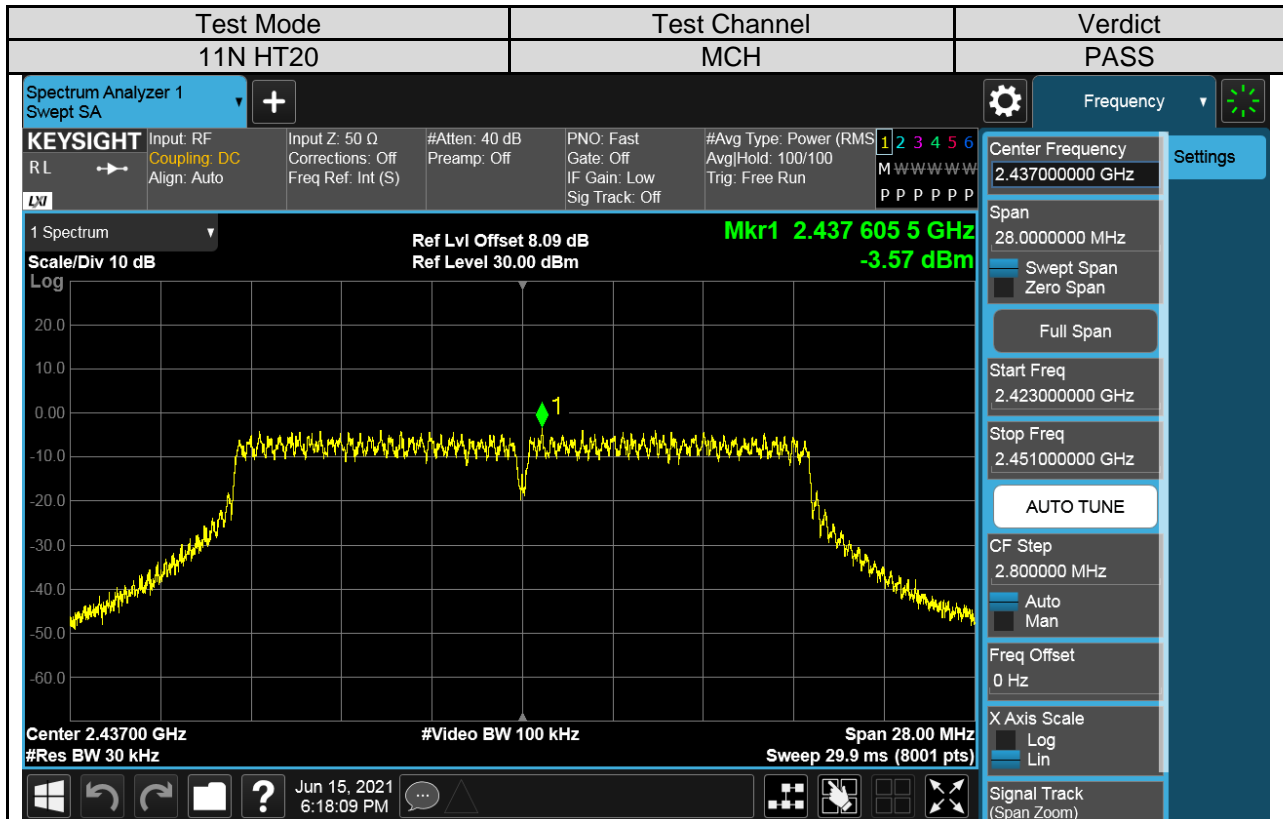 Test Mode Test Channel Verdict
11N HT20 MCH PASS
Spectrum Analyzer 1
Swept SA
Frequency
KEYSIGHT Input: RF Input Z: 50 Ω #Atten: 40 dB PNO: Fast #Avg Type: Power (RMS 1 2 3 4 5 6
RL Coupling: DC Corrections: Off Preamp: Off Gate: Off Avg|Hold: 100/100 M W W W W W
Align: Auto Freq Ref: Int (S) IF Gain: Low Trig: Free Run
LXI Sig Track: Off P P P P P P
1 Spectrum
Scale/Div 10 dB
Ref Lvl Offset 8.09 dB
Ref Level 30.00 dBm
Mkr1 2.437 605 5 GHz
-3.57 dBm
Log
20.0
10.0
0.00
-10.0
-20.0
-30.0
-40.0
-50.0
-60.0
1
Center 2.43700 GHz #Video BW 100 kHz Span 28.00 MHz
#Res BW 30 kHz Sweep 29.9 ms (8001 pts)
Jun 15, 2021
6:18:09 PM
?
Center Frequency
2.437000000 GHz
Settings
Span
28.0000000 MHz
Swept Span
Zero Span
Full Span
Start Freq
2.423000000 GHz
Stop Freq
2.451000000 GHz
AUTO TUNE
CF Step
2.800000 MHz
Auto
Man
Freq Offset
0 Hz
X Axis Scale
Log
Lin
Signal Track
(Span Zoom)